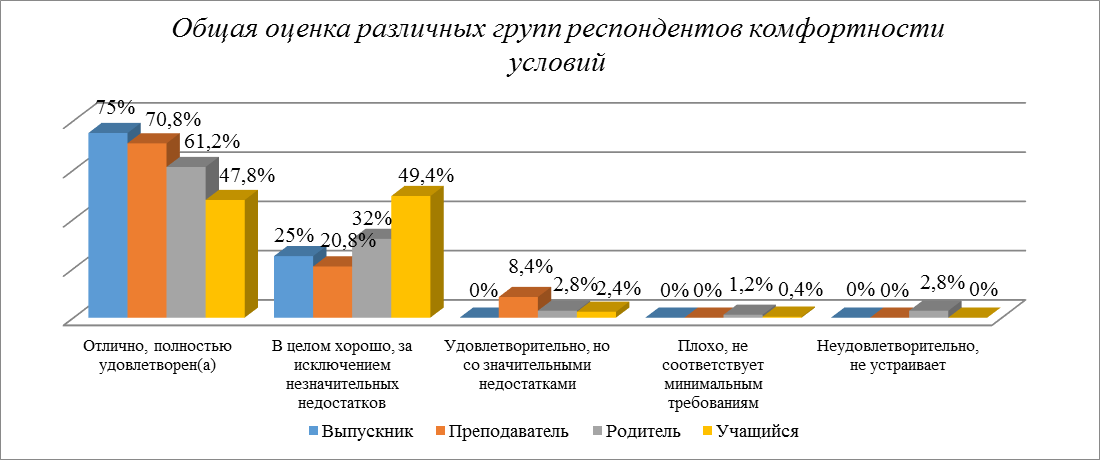 Общая оценка различных групп респондентов комфортности
условий
75%
70,8%
61,2%
47,8%
25%
20,8%
32%
49,4%
0%
8,4%
2,8%
2,4%
0%
0%
1,2%
0,4%
0%
0%
2,8%
0%
Отлично, полностью
удовлетворен(а)
В целом хорошо, за
исключением
незначительных
недостатков
Удовлетворительно, но
со значительными
недостатками
Плохо, не
соответствует
минимальным
требованиям
Неудовлетворительно,
не устраивает
Выпускник
Преподаватель
Родитель
Учащийся